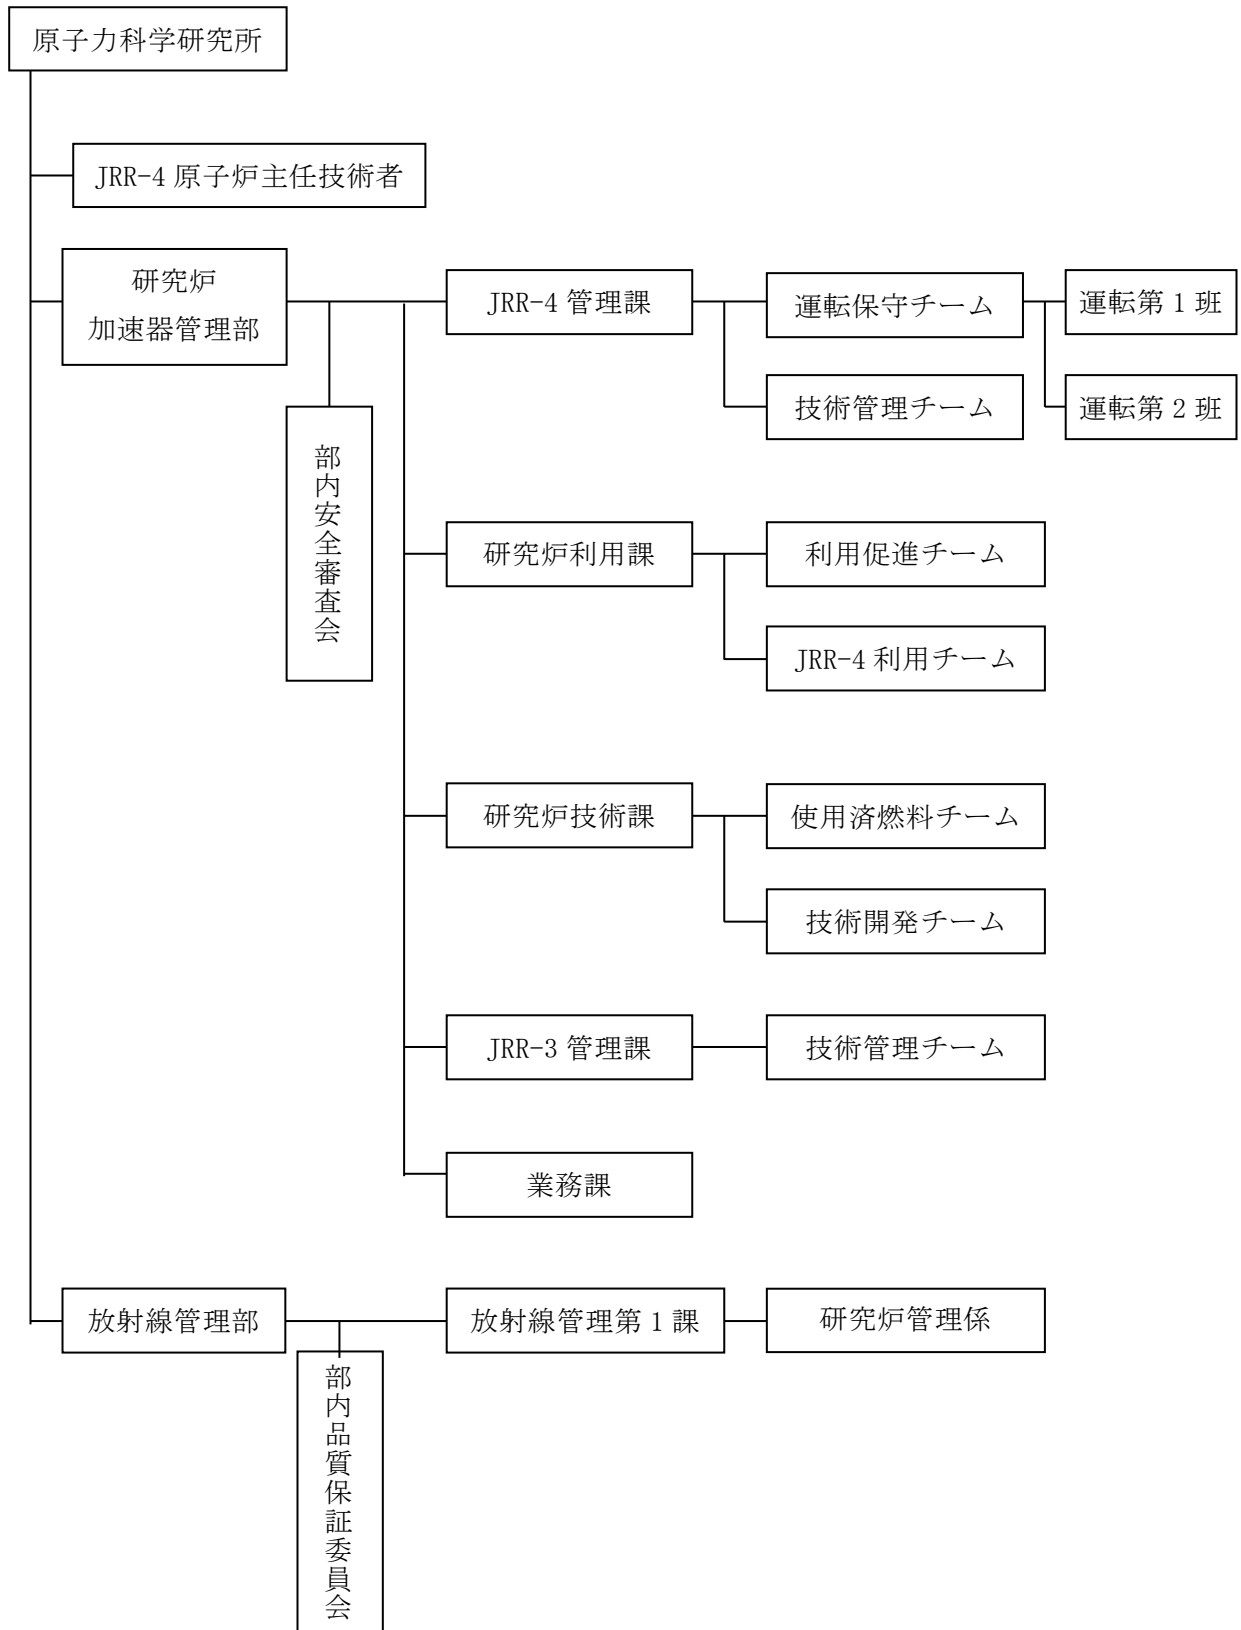 原子力科学研究所
JRR-4 原子炉主任技術者
研究炉
加速器管理部
JRR-4 管理課
運転保守チーム
運転第 1 班
技術管理チーム
運転第 2 班
部内安全審査会
研究炉利用課
利用促進チーム
JRR-4 利用チーム
研究炉技術課
使用済燃料チーム
技術開発チーム
JRR-3 管理課
技術管理チーム
業務課
放射線管理部
放射線管理第 1 課
研究炉管理係
部内品質保証委員会